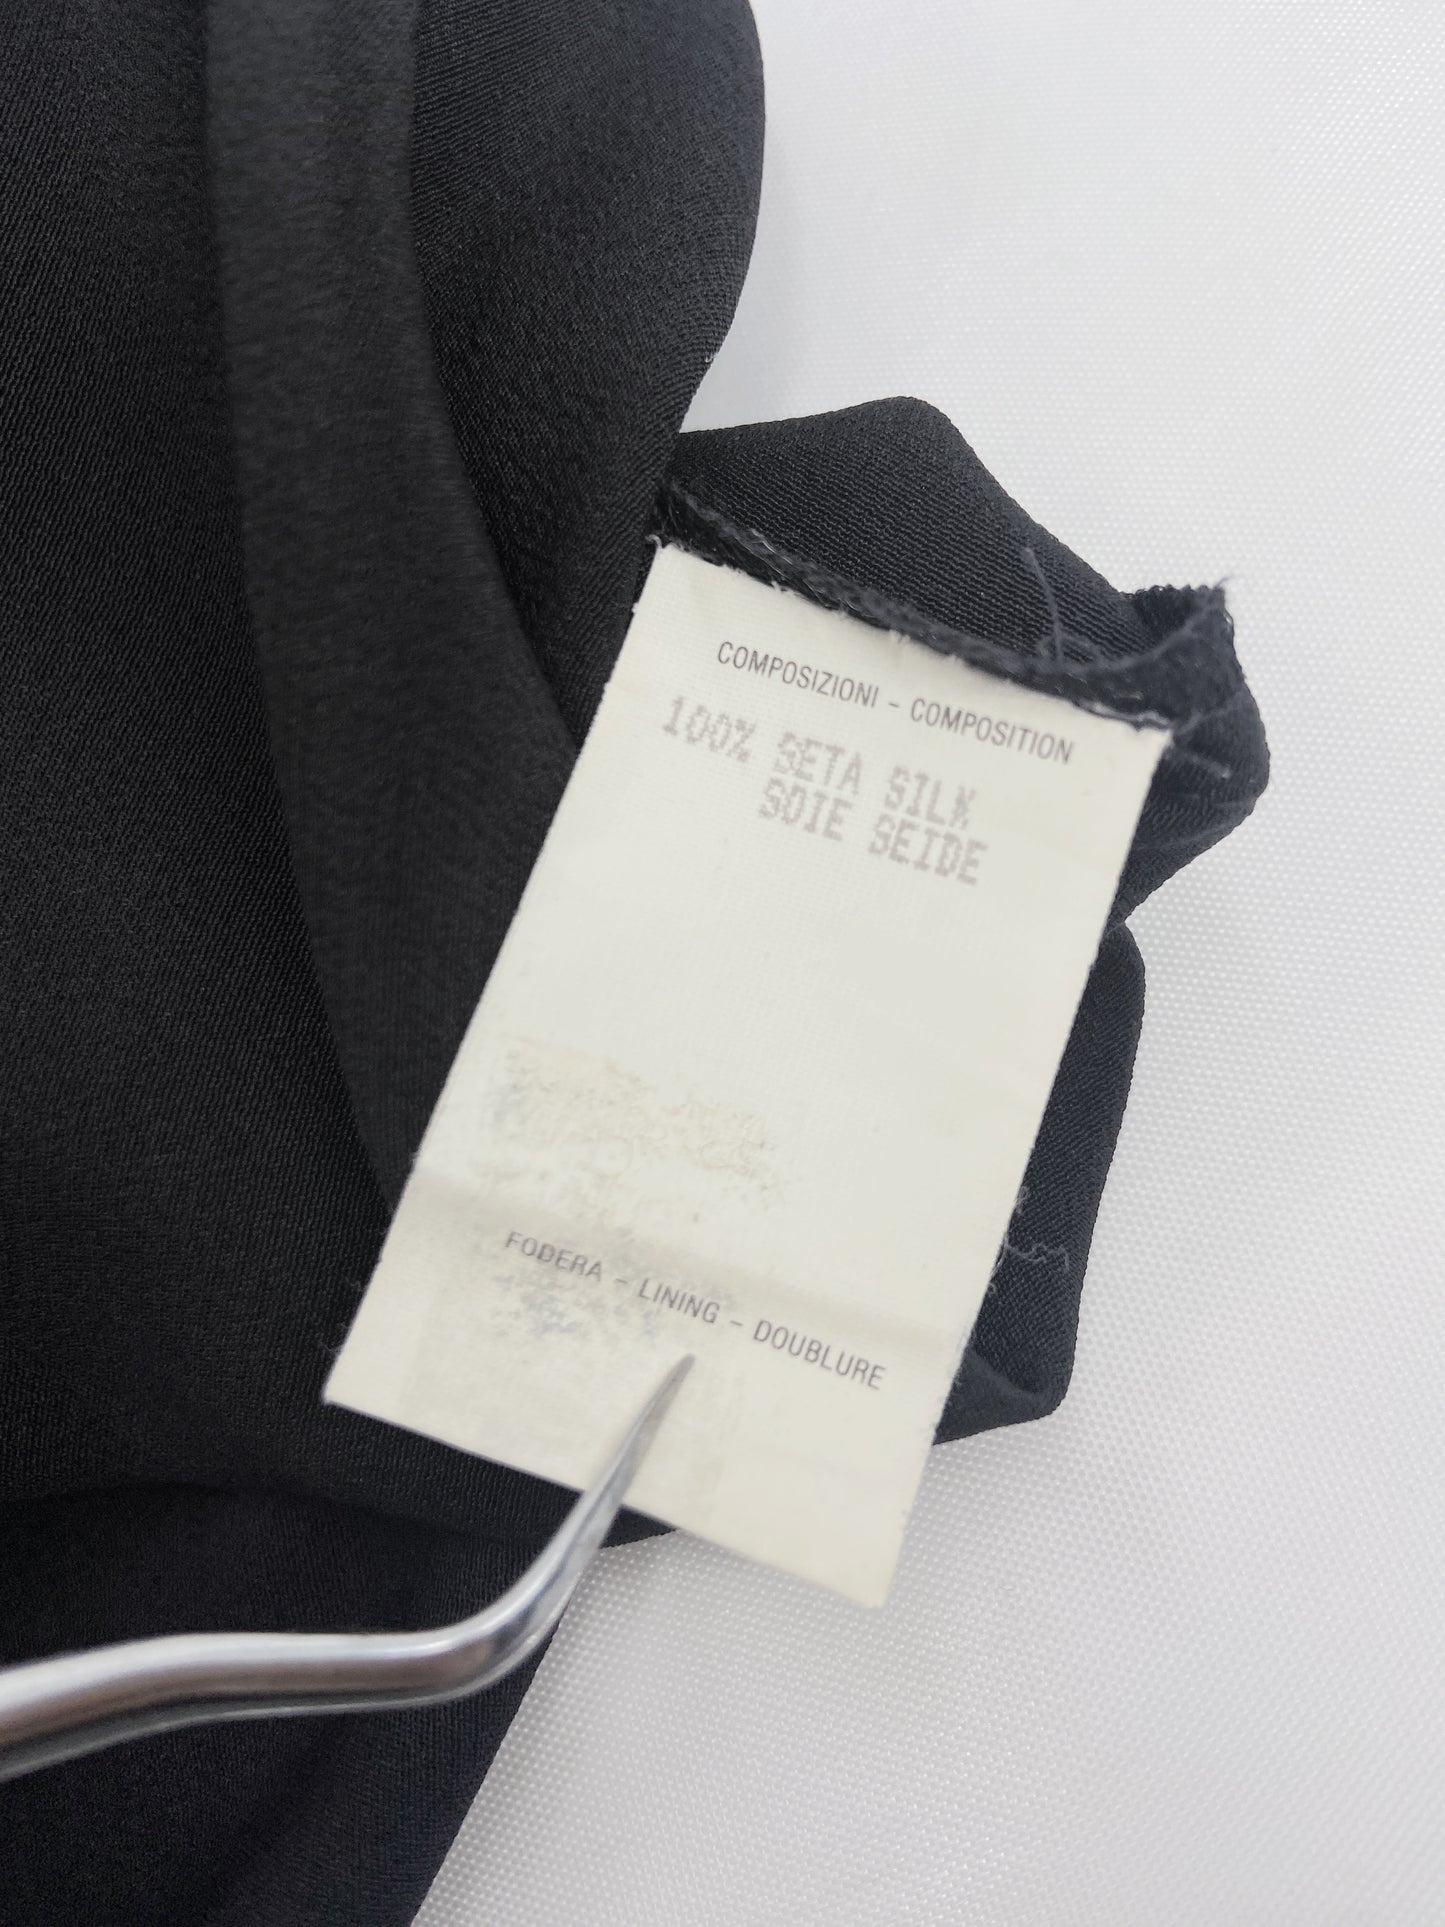 COMPOSIZIONI - COMPOSITION
100% SETA SILK
SOIE SEIDE
FODERA - LINING - DOUBLURE